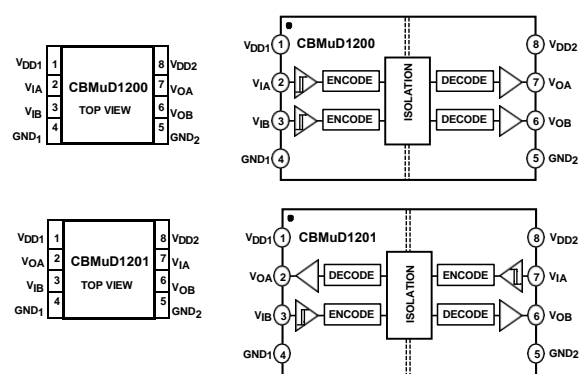 VDD1 1 8 VDD2
VIA 2 CBMuD1200 7 VOA
VIB 3 TOP VIEW 6 VOB
GND1 4 5 GND2
VDD1 1 CBMuD1200 8 VDD2
VIA 2 ENCODE ISOLATION DECODE 7 VOA
VIB 3 ENCODE DECODE 6 VOB
GND1 4 5 GND2
VDD1 1 8 VDD2
VOA 2 CBMuD1201 7 VIA
VIB 3 TOP VIEW 6 VOB
GND1 4 5 GND2
VDD1 1 CBMuD1201 8 VDD2
VOA 2 DECODE ISOLATION ENCODE 7 VIA
VIB 3 ENCODE DECODE 6 VOB
GND1 4 5 GND2